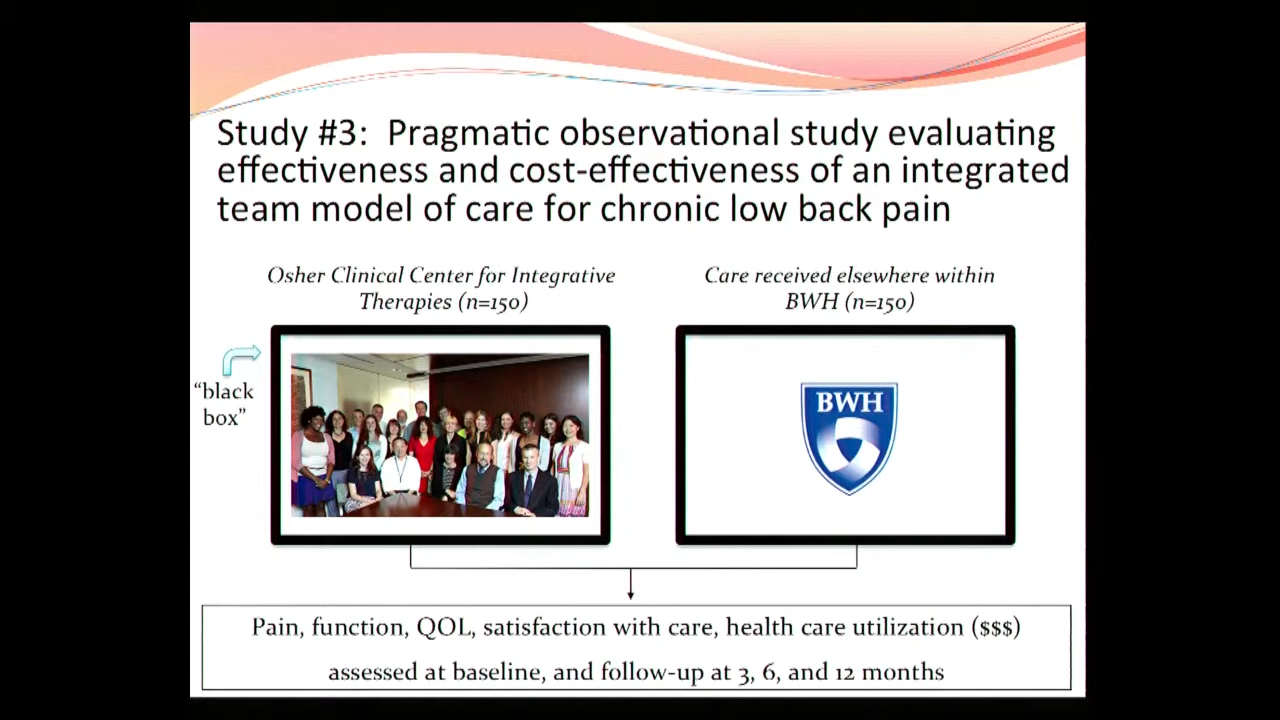 Study #3:  Pragmatic observational study evaluating
effectiveness and cost-effectiveness of an integrated
team model of care for chronic low back pain
Osher Clinical Center for Integrative
Therapies (n=150)
Care received elsewhere within
BWH (n=150)
“black
box”
BWH
Pain, function, QOL, satisfaction with care, health care utilization ($$$)
assessed at baseline, and follow-up at 3, 6, and 12 months